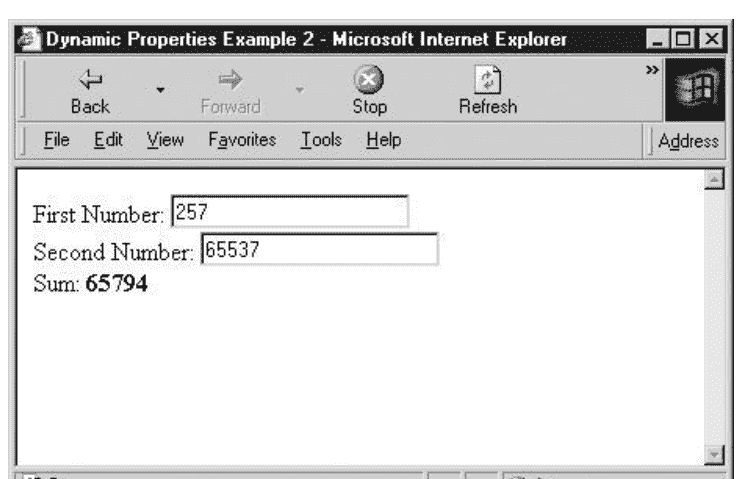 Dynamic Properties Example 2 - Microsoft Internet Explorer
Back Forward Stop Refresh »
File Edit View Favorites Tools Help Address
First Number: 257
Second Number: 65537
Sum: 65794